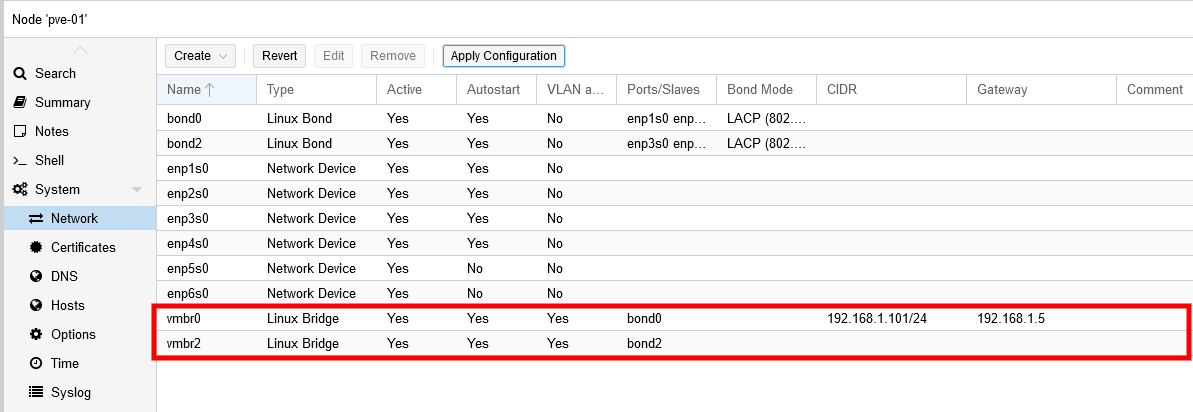 Node 'pve-01'
Search
Summary
Notes
Shell
System
Network
Certificates
DNS
Hosts
Options
Time
Syslog
Create Revert Edit Remove Apply Configuration
Name Type Active Autostart VLAN a... Ports/Slaves Bond Mode CIDR Gateway Comment
bond0 Linux Bond Yes Yes No enp1s0 enp... LACP (802....
bond2 Linux Bond Yes Yes No enp3s0 enp... LACP (802....
enp1s0 Network Device Yes Yes No
enp2s0 Network Device Yes Yes No
enp3s0 Network Device Yes Yes No
enp4s0 Network Device Yes Yes No
enp5s0 Network Device Yes No No
enp6s0 Network Device Yes No No
vmbr0 Linux Bridge Yes Yes Yes bond0 192.168.1.101/24 192.168.1.5
vmbr2 Linux Bridge Yes Yes Yes bond2